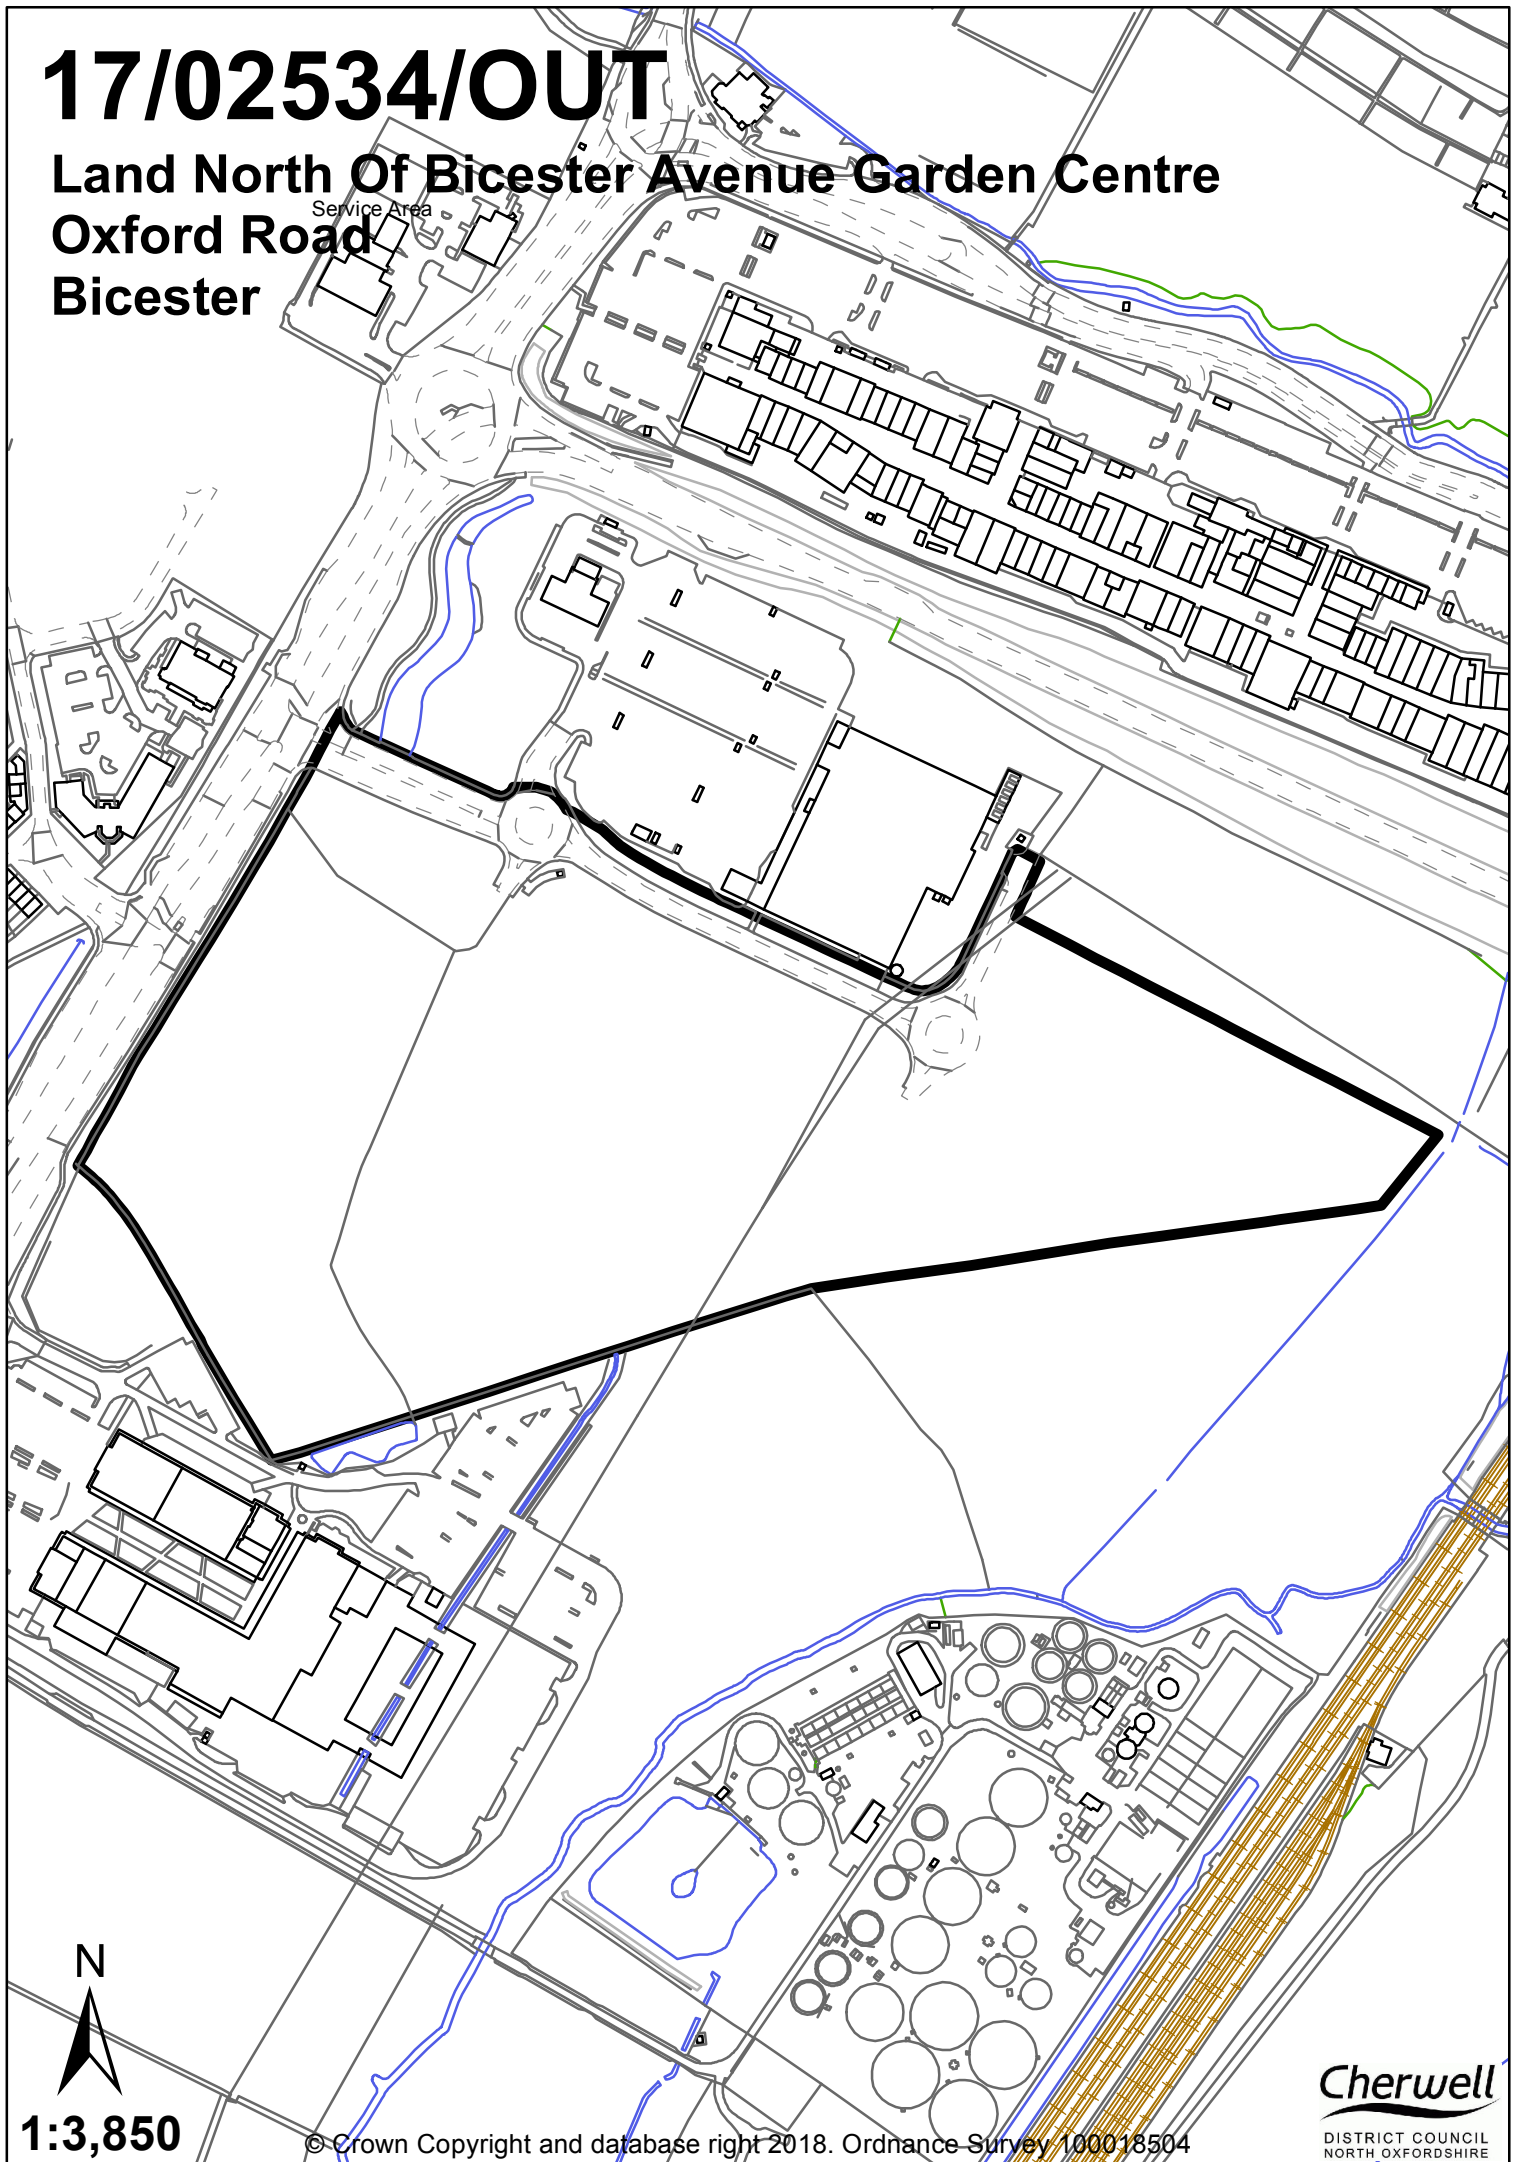 17/02534/OUT
Land North Of Bicester Avenue Garden Centre
Service Area
Oxford Road
Bicester
N
1:3,850
© Crown Copyright and database right 2018. Ordnance Survey 100018504
Cherwell
DISTRICT COUNCIL
NORTH OXFORDSHIRE